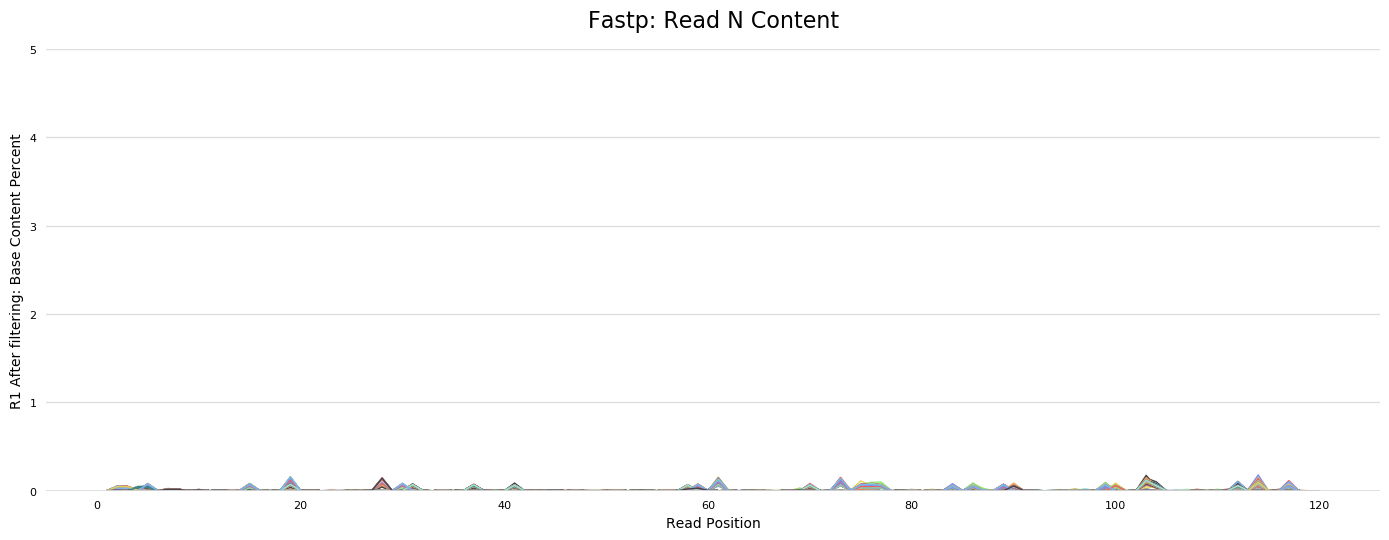 Fastp: Read N Content
R1 After filtering: Base Content Percent
5
4
3
2
1
0
0 20 40 60 80 100 120
Read Position